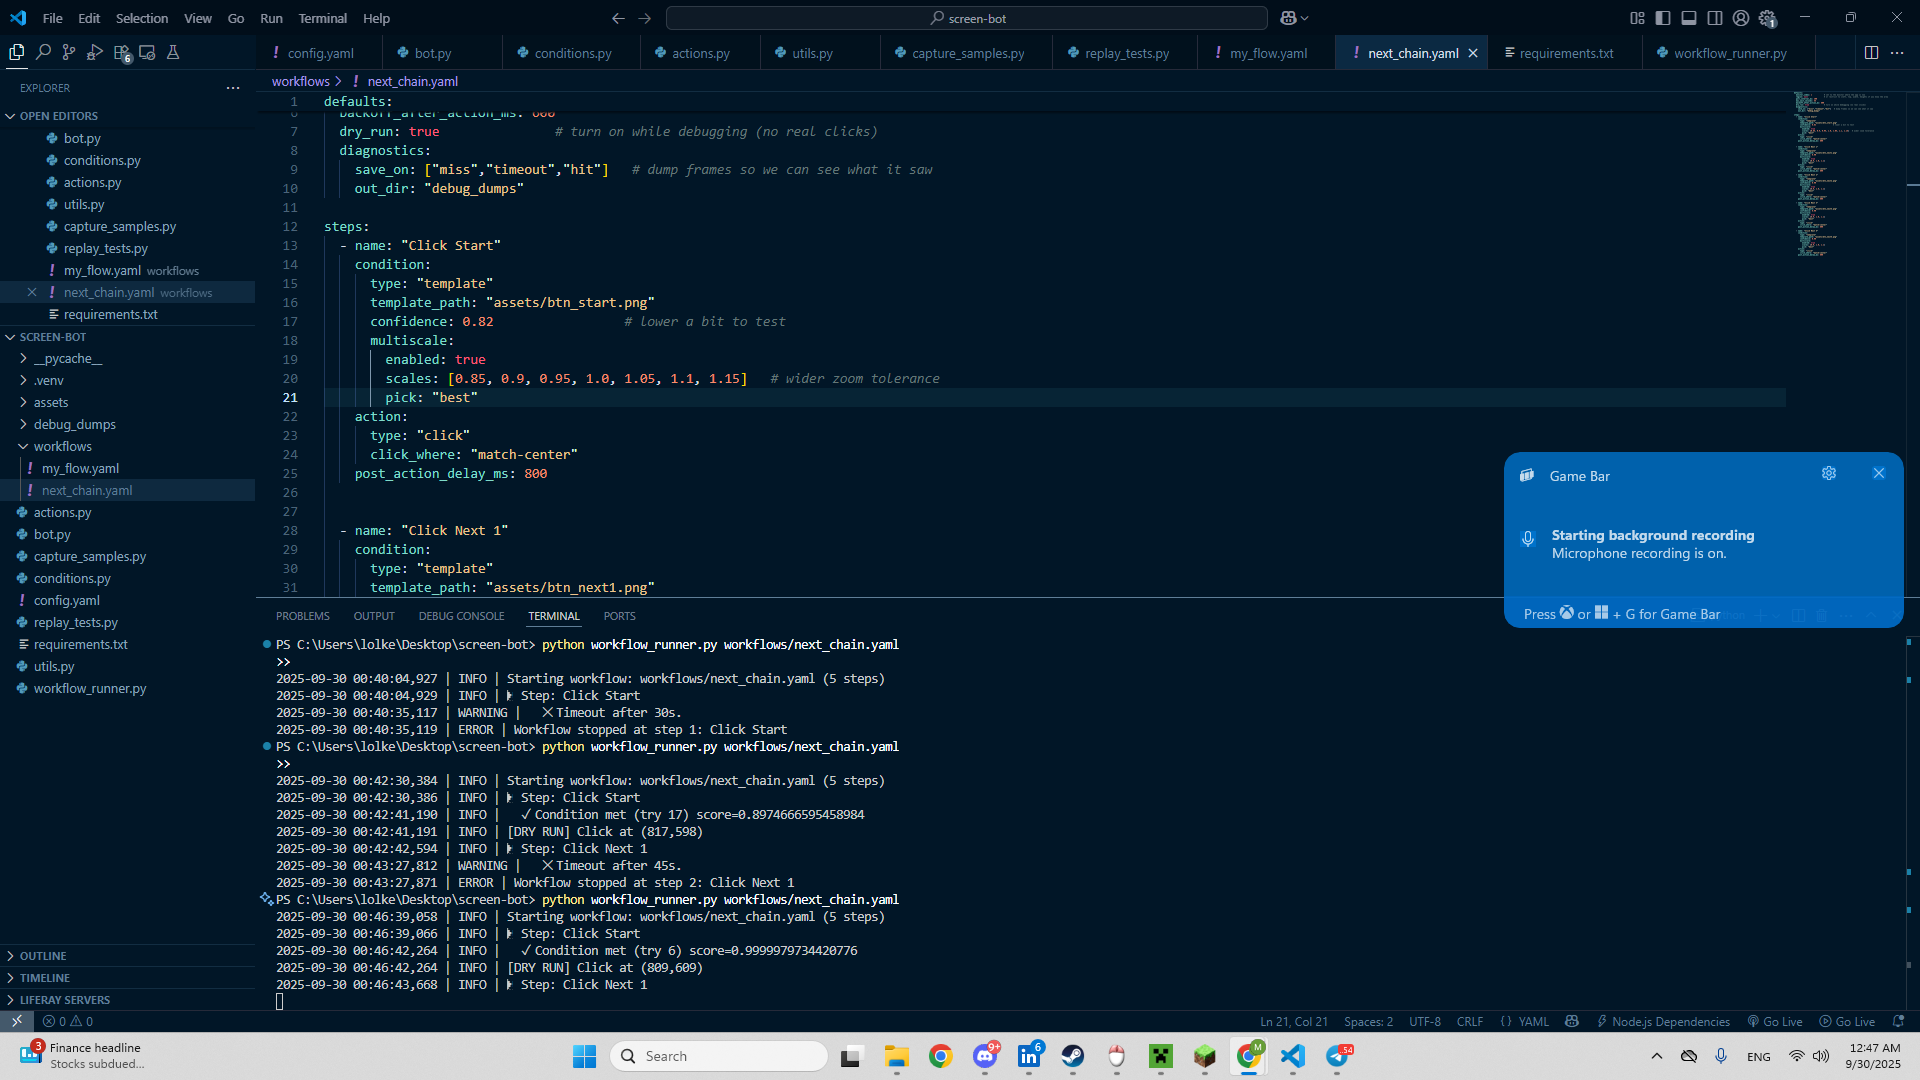 File Edit Selection View Go Run Terminal Help
screen-bot
1
6
config.yaml
bot.py
conditions.py
actions.py
utils.py
capture_samples.py
replay_tests.py
my_flow.yaml
next_chain.yaml
requirements.txt
workflow_runner.py
EXPLORER
OPEN EDITORS
bot.py
conditions.py
actions.py
utils.py
capture_samples.py
replay_tests.py
my_flow.yaml workflows
next_chain.yaml workflows
requirements.txt
SCREEN-BOT
__pycache__
.venv
assets
debug_dumps
workflows
my_flow.yaml
next_chain.yaml
actions.py
bot.py
capture_samples.py
conditions.py
config.yaml
replay_tests.py
requirements.txt
utils.py
workflow_runner.py
OUTLINE
TIMELINE
LIFERAY SERVERS
workflows > ! next_chain.yaml
1 defaults:
6 backoff_after_action_ms: 600
7 dry_run: true # turn on while debugging (no real clicks)
8 diagnostics:
9 save_on: ["miss","timeout","hit"] # dump frames so we can see what it saw
10 out_dir: "debug_dumps"
11
12 steps:
13 - name: "Click Start"
14 condition:
15 type: "template"
16 template_path: "assets/btn_start.png"
17 confidence: 0.82 # lower a bit to test
18 multiscale:
19 enabled: true
20 scales: [0.85, 0.9, 0.95, 1.0, 1.05, 1.1, 1.15] # wider zoom tolerance
21 pick: "best"
22 action:
23 type: "click"
24 click_where: "match-center"
25 post_action_delay_ms: 800
26
27
28 - name: "Click Next 1"
29 condition:
30 type: "template"
31 template_path: "assets/btn_next1.png"
Game Bar
Starting background recording
Microphone recording is on.
Press or + G for Game Bar
PROBLEMS OUTPUT DEBUG CONSOLE TERMINAL PORTS
PS C:\Users\lolke\Desktop\screen-bot> python workflow_runner.py workflows/next_chain.yaml
>>
2025-09-30 00:40:04,927 | INFO | Starting workflow: workflows/next_chain.yaml (5 steps)
2025-09-30 00:40:04,929 | INFO | Step: Click Start
2025-09-30 00:40:35,117 | WARNING | ✕ Timeout after 30s.
2025-09-30 00:40:35,119 | ERROR | Workflow stopped at step 1: Click Start
PS C:\Users\lolke\Desktop\screen-bot> python workflow_runner.py workflows/next_chain.yaml
>>
2025-09-30 00:42:30,384 | INFO | Starting workflow: workflows/next_chain.yaml (5 steps)
2025-09-30 00:42:30,386 | INFO | Step: Click Start
2025-09-30 00:42:41,190 | INFO | ✓ Condition met (try 17) score=0.8974666595458984
2025-09-30 00:42:41,191 | INFO | [DRY RUN] Click at (817,598)
2025-09-30 00:42:42,594 | INFO | Step: Click Next 1
2025-09-30 00:43:27,812 | WARNING | ✕ Timeout after 45s.
2025-09-30 00:43:27,871 | ERROR | Workflow stopped at step 2: Click Next 1
PS C:\Users\lolke\Desktop\screen-bot> python workflow_runner.py workflows/next_chain.yaml
2025-09-30 00:46:39,058 | INFO | Starting workflow: workflows/next_chain.yaml (5 steps)
2025-09-30 00:46:39,066 | INFO | Step: Click Start
2025-09-30 00:46:42,264 | INFO | ✓ Condition met (try 6) score=0.9999979734420776
2025-09-30 00:46:42,264 | INFO | [DRY RUN] Click at (809,609)
2025-09-30 00:46:43,668 | INFO | Step: Click Next 1
0 0
Ln 21, Col 21 Spaces: 2 UTF-8 CRLF {} YAML Node.js Dependencies Go Live Go Live
3
Finance headline
Stocks subdued...
Search
9+
6
M
54
ENG
12:47 AM
9/30/2025